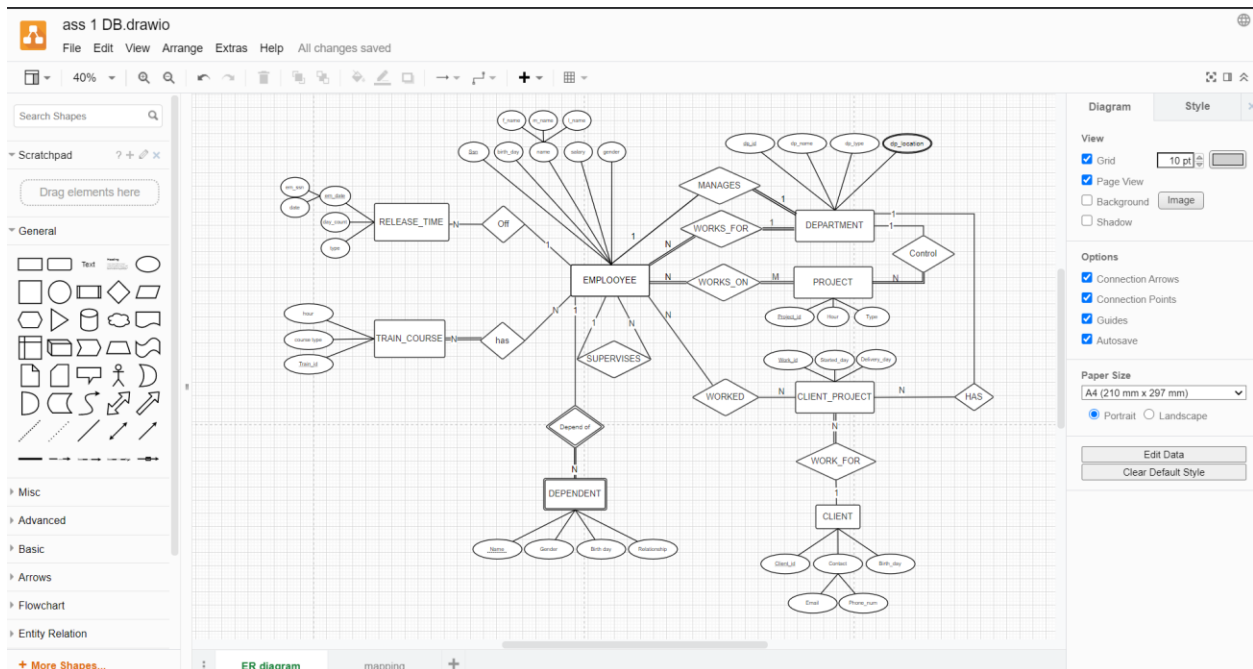 ass 1 DB.drawio
File Edit View Arrange Extras Help All changes saved
40%
Search Shapes
Scratchpad ?
Drag elements here
General
Text
Misc
Advanced
Basic
Arrows
Flowchart
Entity Relation
+ More Shapes...
f_name m_name l_name
birth_day name salary gender
dp_name dp_type dp_location
date
day_count
type
RELEASE_TIME N Off 1
MANAGES 1 1
WORKS_FOR N 1
DEPARTMENT 1 1
Control N
EMPLOOYEE N WORKS_ON M PROJECT
Project_id Hour Type
hour
course type
Train_id
TRAIN_COURSE N has N
1 1 N N
SUPERVISES
Work_id Started_day Delivery_day
WORKED N CLIENT_PROJECT N HAS
Depend of
N
WORK_FOR
1
N
DEPENDENT
CLIENT
Name Gender Birth day Relationship
Client_id Contact Birth_day
Email Phone_num
ER diagram mapping
Diagram Style
View
Grid 10 pt
Page View
Background Image
Shadow
Options
Connection Arrows
Connection Points
Guides
Autosave
Paper Size
A4 (210 mm x 297 mm)
Portrait Landscape
Edit Data
Clear Default Style